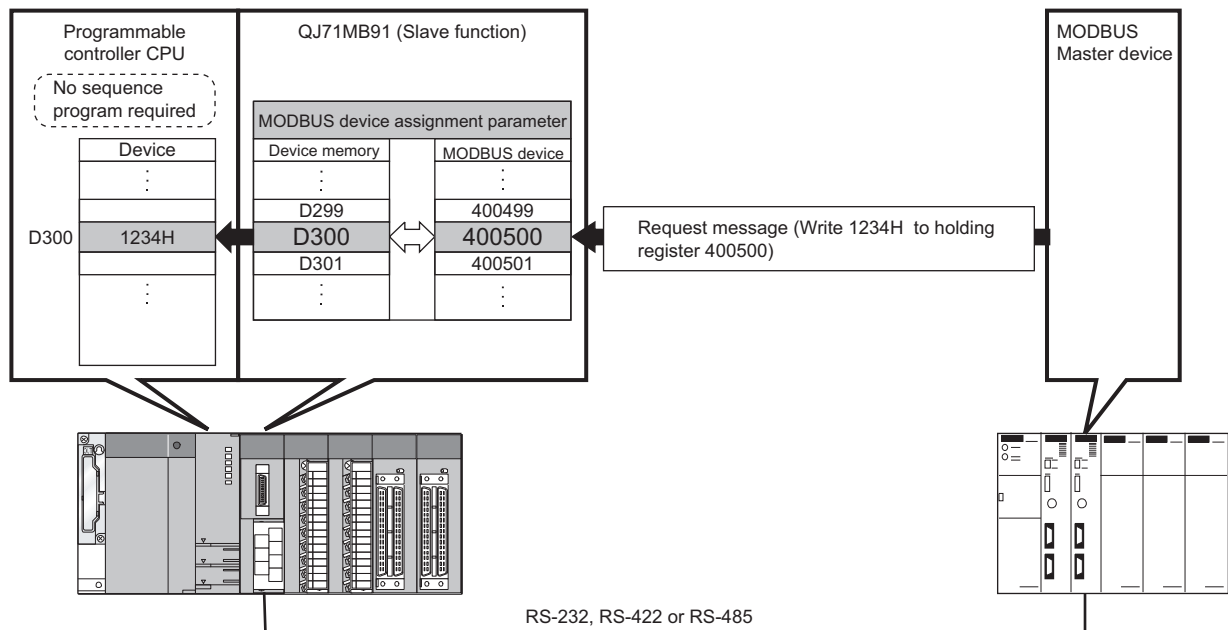 Programmable
controller CPU
No sequence
program required
Device
D300
1234H
QJ71MB91 (Slave function)
MODBUS device assignment parameter
Device memory
MODBUS device
D299
400499
D300
400500
D301
400501
Request message (Write 1234H to holding
register 400500)
MODBUS
Master device
RS-232, RS-422 or RS-485